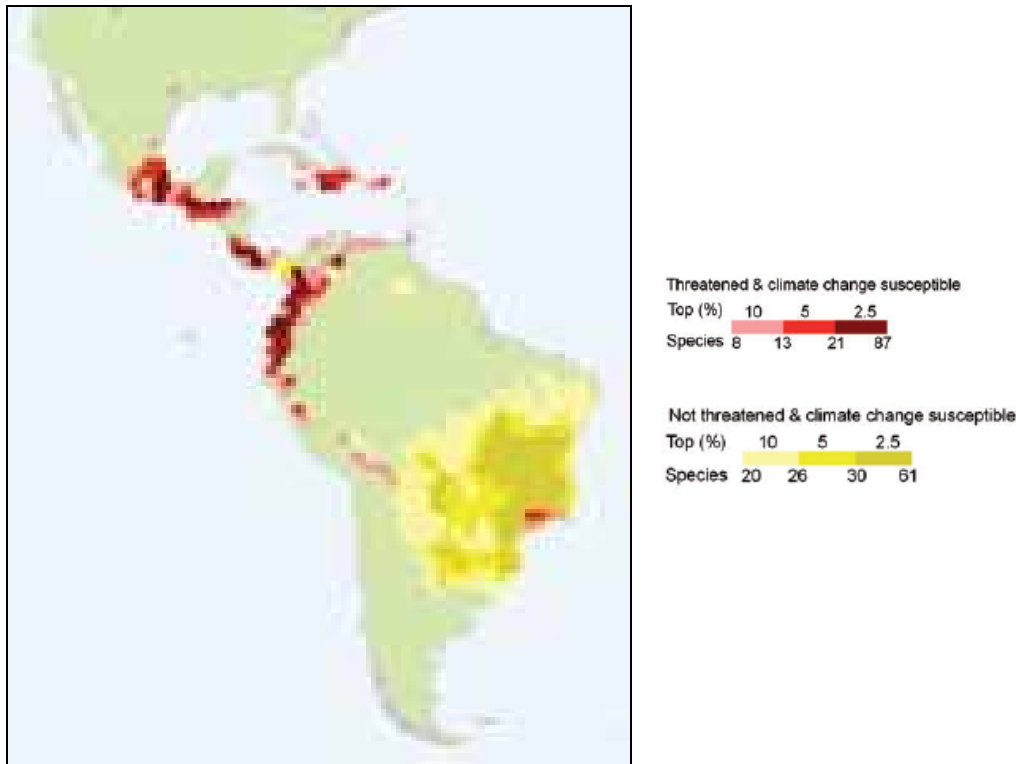 Threatened & climate change susceptible
Top (%) 10 5 2.5
Species 8 13 21 87
Not threatened & climate change susceptible
Top (%) 10 5 2.5
Species 20 26 30 61